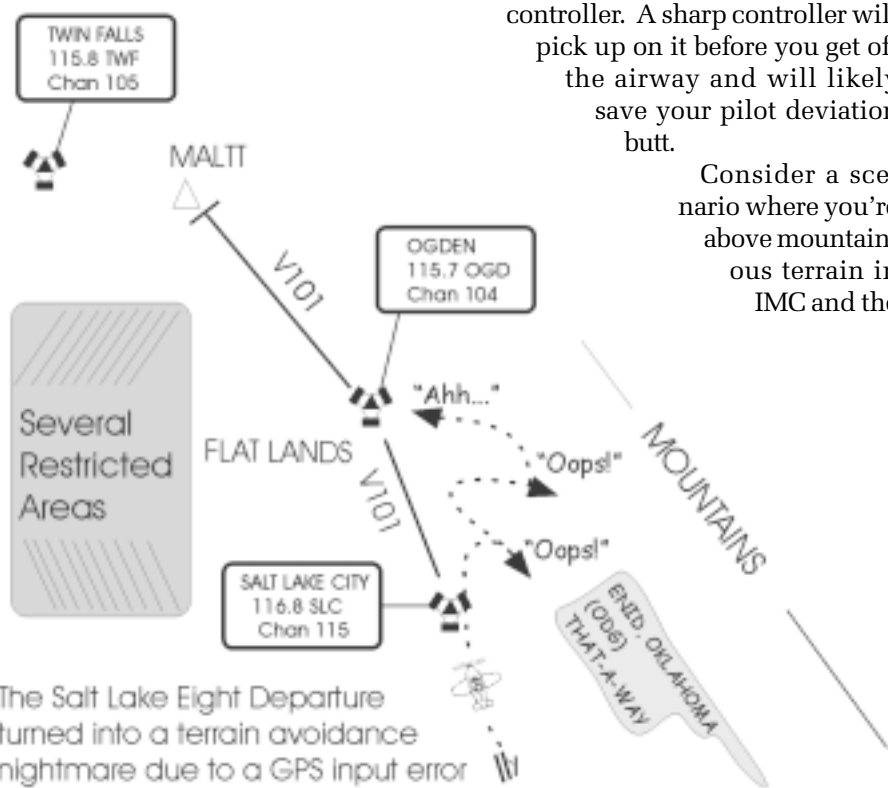 controller. A sharp controller wil
pick up on it before you get of
the airway and will likely
save your pilot deviation
butt.
Consider a sce
nario where you're
above mountain
ous terrain in
IMC and the
TWIN FALLS
115.8 TWF
Chan 105
MALTT
V101
OGDEN
115.7 OGD
Chan 104
"Ahh..."
Several
Restricted
Areas
FLAT LANDS
"Oops!"
MOUNTAINS
V101
"Oops!"
SALT LAKE CITY
116.8 SLC
Chan 115
ENID, OKLAHOMA
(OD6)
THAT-A-WAY
The Salt Lake Eight Departure
turned into a terrain avoidance
nightmare due to a GPS input error